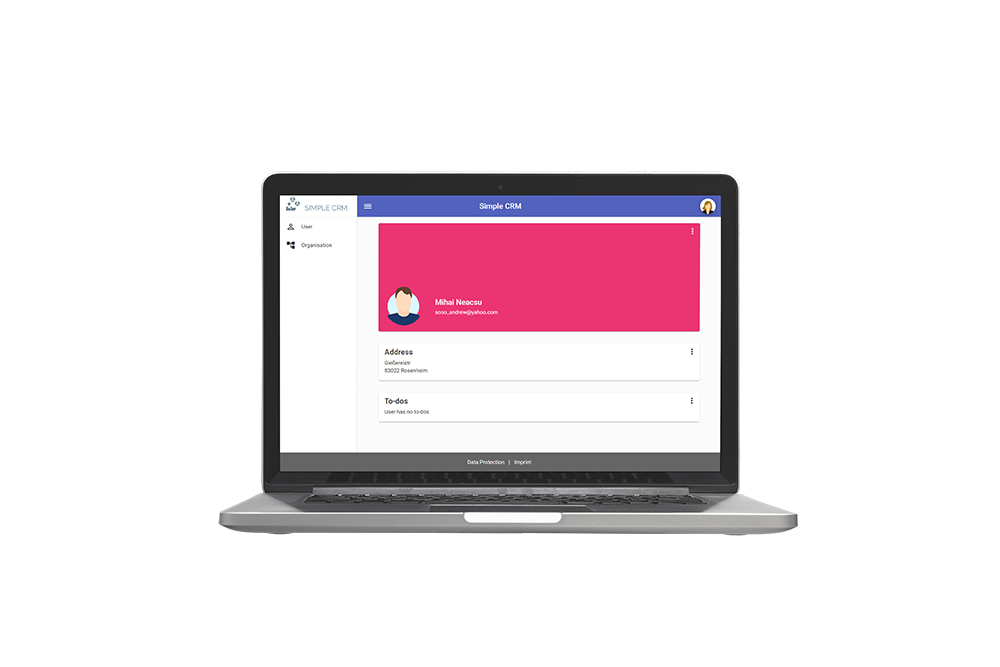 SIMPLE CRM
Simple CRM
User
Organisation
Mihai Neacsu
scoo_andrew@yahoo.com
Address
Gießereistr
83022 Rosenheim
To-dos
User has no to-dos
Data Protection | Imprint